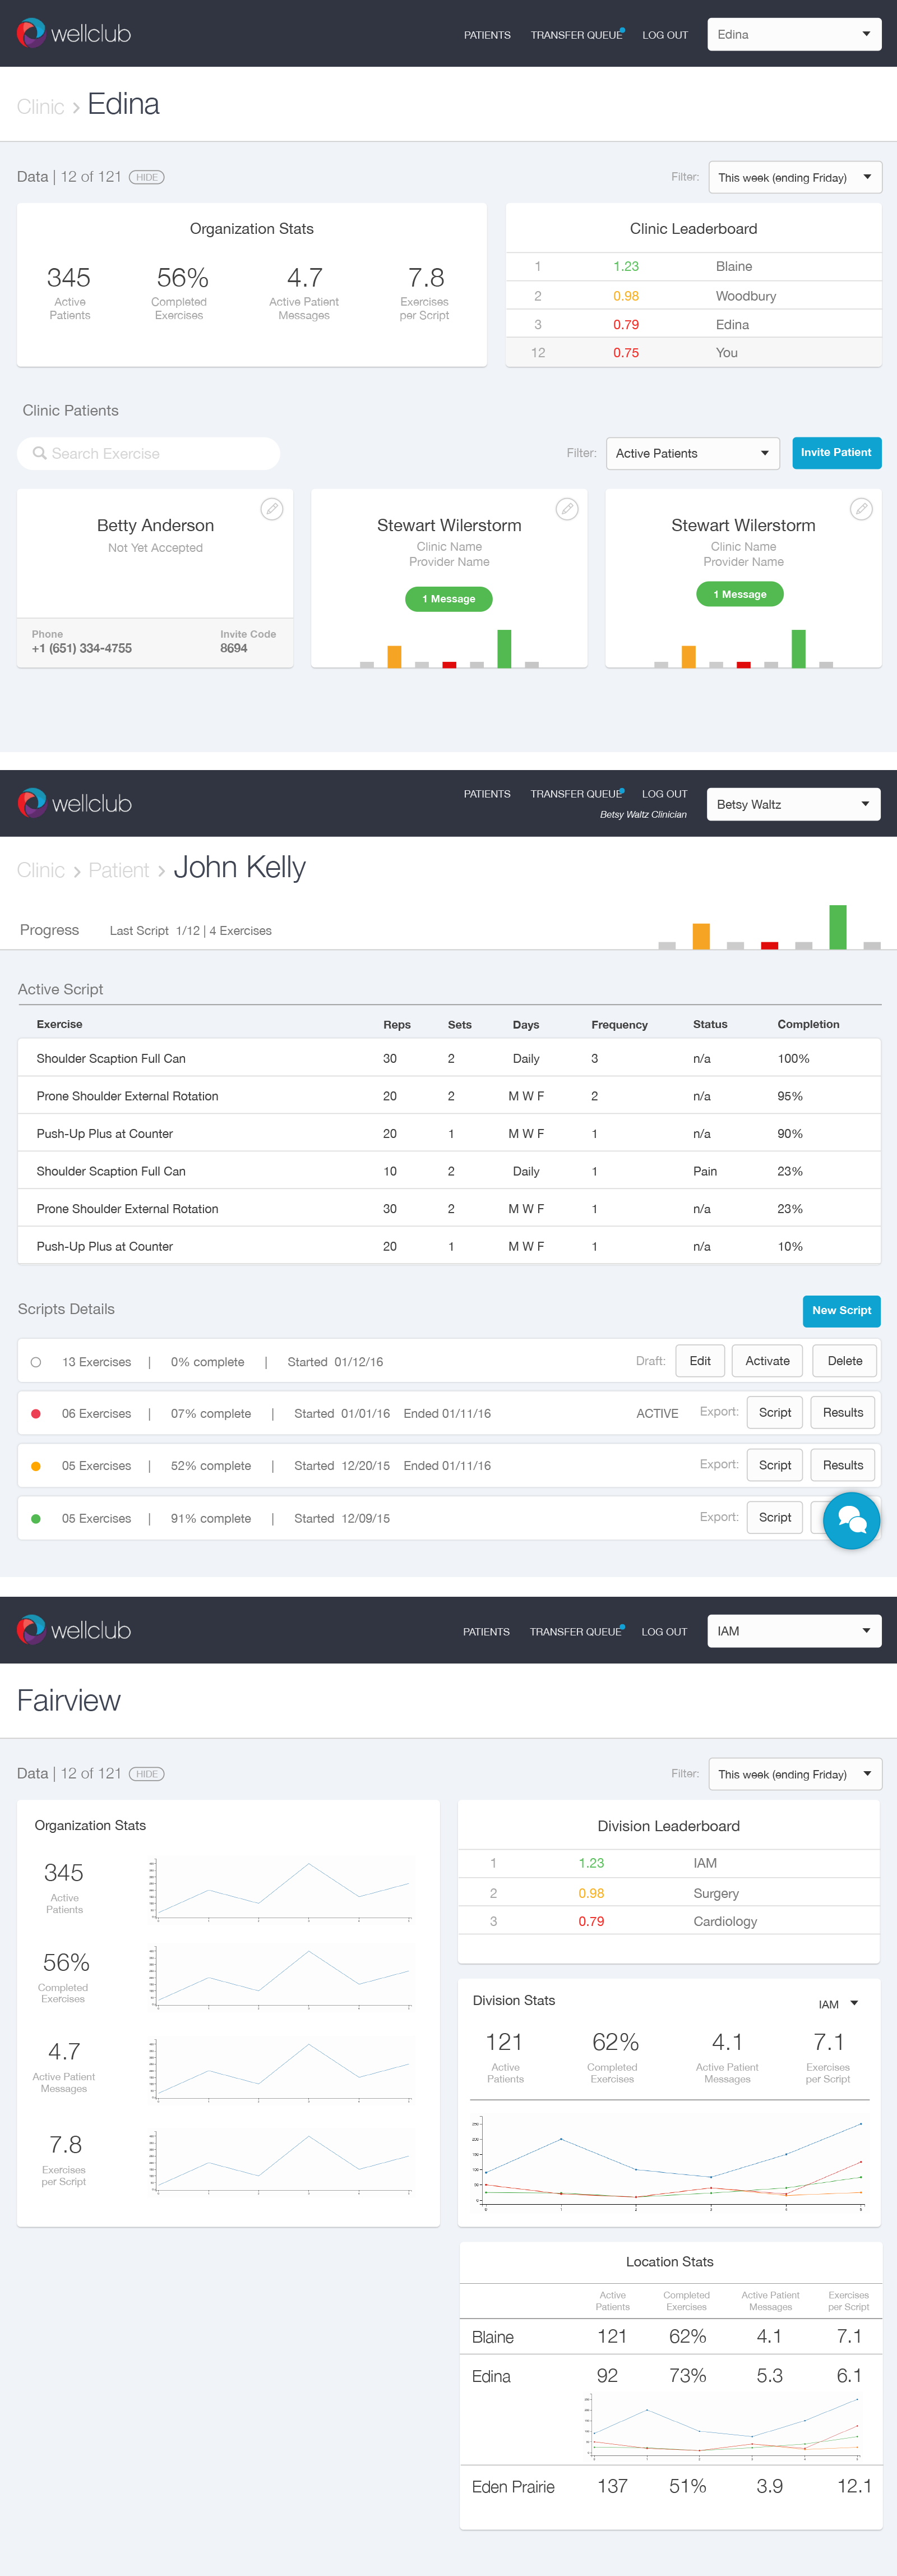 wellclub
PATIENTS TRANSFER QUEUE LOG OUT Edina
Clinic > Edina
Data | 12 of 121 HIDE Filter: This week (ending Friday)
Organization Stats
345 56% 4.7 7.8
Active Completed Active Patient Exercises
Patients Exercises Messages per Script
Clinic Leaderboard
1 1.23 Blaine
2 0.98 Woodbury
3 0.79 Edina
12 0.75 You
Clinic Patients
Search Exercise Filter: Active Patients Invite Patient
Betty Anderson
Not Yet Accepted
Phone Invite Code
+1 (651) 334-4755 8694
Stewart Wilerstorm
Clinic Name
Provider Name
1 Message
Stewart Wilerstorm
Clinic Name
Provider Name
1 Message
wellclub
PATIENTS TRANSFER QUEUE LOG OUT Betsy Waltz
Betsy Waltz Clinician
Clinic > Patient > John Kelly
Progress Last Script 1/12 | 4 Exercises
Active Script
Exercise Reps Sets Days Frequency Status Completion
Shoulder Scaption Full Can 30 2 Daily 3 n/a 100%
Prone Shoulder External Rotation 20 2 M W F 2 n/a 95%
Push-Up Plus at Counter 20 1 M W F 1 n/a 90%
Shoulder Scaption Full Can 10 2 Daily 1 Pain 23%
Prone Shoulder External Rotation 30 2 M W F 1 n/a 23%
Push-Up Plus at Counter 20 1 M W F 1 n/a 10%
Scripts Details New Script
13 Exercises | 0% complete | Started 01/12/16 Draft: Edit Activate Delete
06 Exercises | 07% complete | Started 01/01/16 Ended 01/11/16 ACTIVE Export: Script Results
05 Exercises | 52% complete | Started 12/20/15 Ended 01/11/16 Export: Script Results
05 Exercises | 91% complete | Started 12/09/15 Export: Script
wellclub
PATIENTS TRANSFER QUEUE LOG OUT IAM
Fairview
Data | 12 of 121 HIDE Filter: This week (ending Friday)
Organization Stats
345
Active
Patients
56%
Completed
Exercises
4.7
Active Patient
Messages
7.8
Exercises
per Script
Division Leaderboard
1 1.23 IAM
2 0.98 Surgery
3 0.79 Cardiology
Division Stats IAM
121 62% 4.1 7.1
Active Completed Active Patient Exercises
Patients Exercises Messages per Script
Location Stats
Active Completed Active Patient Exercises
Patients Exercises Messages per Script
Blaine 121 62% 4.1 7.1
Edina 92 73% 5.3 6.1
Eden Prairie 137 51% 3.9 12.1